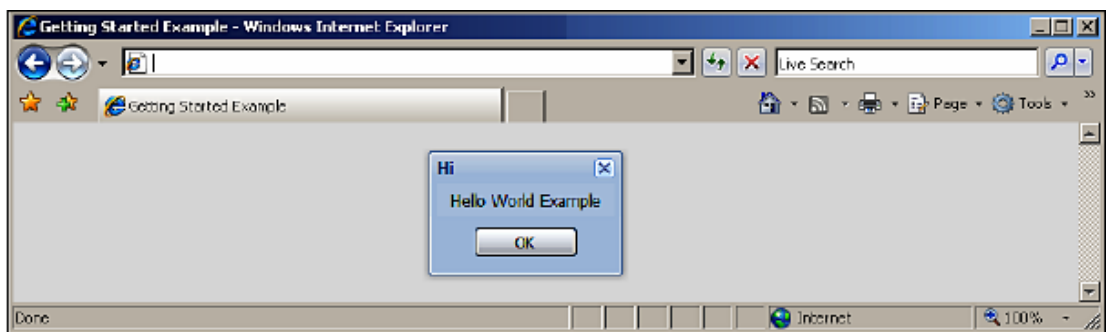 Getting Started Example - Windows Internet Explorer
Live Search
Getting Started Example
Page
Tools
Hi
Hello World Example
OK
Done
Internet
100%